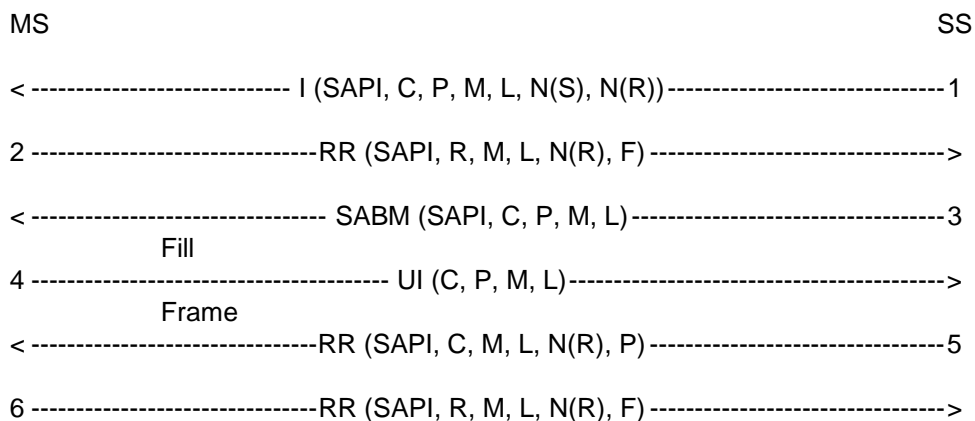 MS SS
< ----------------------------- I (SAPI, C, P, M, L, N(S), N(R))------------------------------- 1
2 --------------------------------RR (SAPI, R, M, L, N(R), F) --------------------------------->
< --------------------------------- SABM (SAPI, C, P, M, L)----------------------------------- 3
Fill
4 ---------------------------------------- UI (C, P, M, L)------------------------------------------>
Frame
< --------------------------------RR (SAPI, C, M, L, N(R), P) --------------------------------- 5
6 --------------------------------RR (SAPI, R, M, L, N(R), F) --------------------------------->